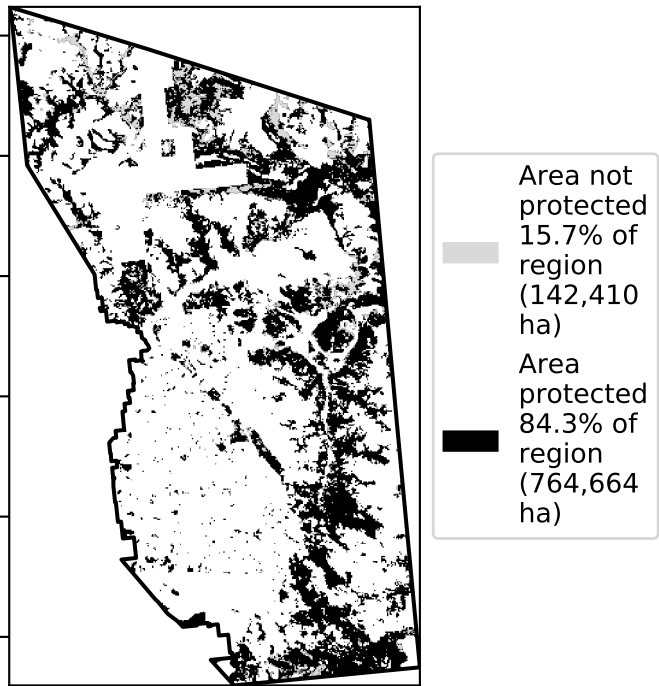 Area not
protected
15.7% of
region
(142,410
ha)
Area
protected
84.3% of
region
(764,664
ha)